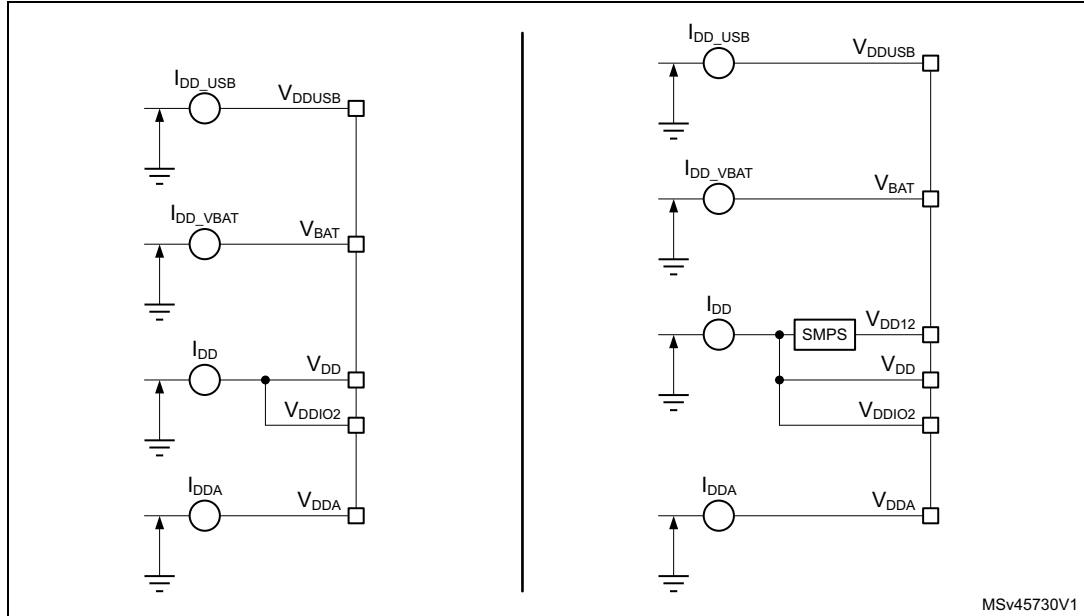 I_DD_USB V_DDUSB
I_DD_VBAT V_BAT
I_DD V_DD
V_DDIO2
I_DDA V_DDA
I_DD_USB V_DDUSB
I_DD_VBAT V_BAT
I_DD SMPS V_DD12
V_DD
V_DDIO2
I_DDA V_DDA
MSv45730V1